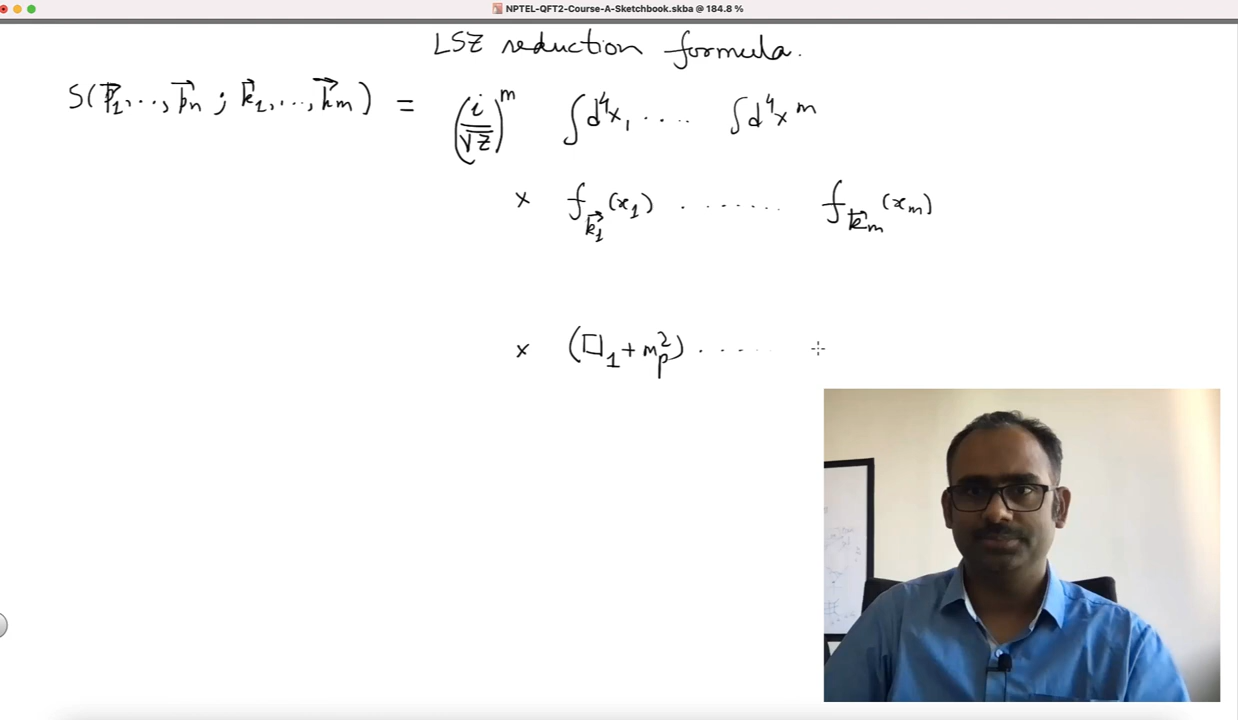 NPTEL-QFT2-Course-A-Sketchbook.skba @ 184.8 %
LSZ reduction formula.
S(p⃗₁,..,p⃗n ; k⃗₁,...,k⃗m) = (i/√Z)^m ∫d⁴x₁ .... ∫d⁴x^m
× f_k⃗₁(x₁) ........ f_k⃗m(xm)
× (□₁+m_p²) .....